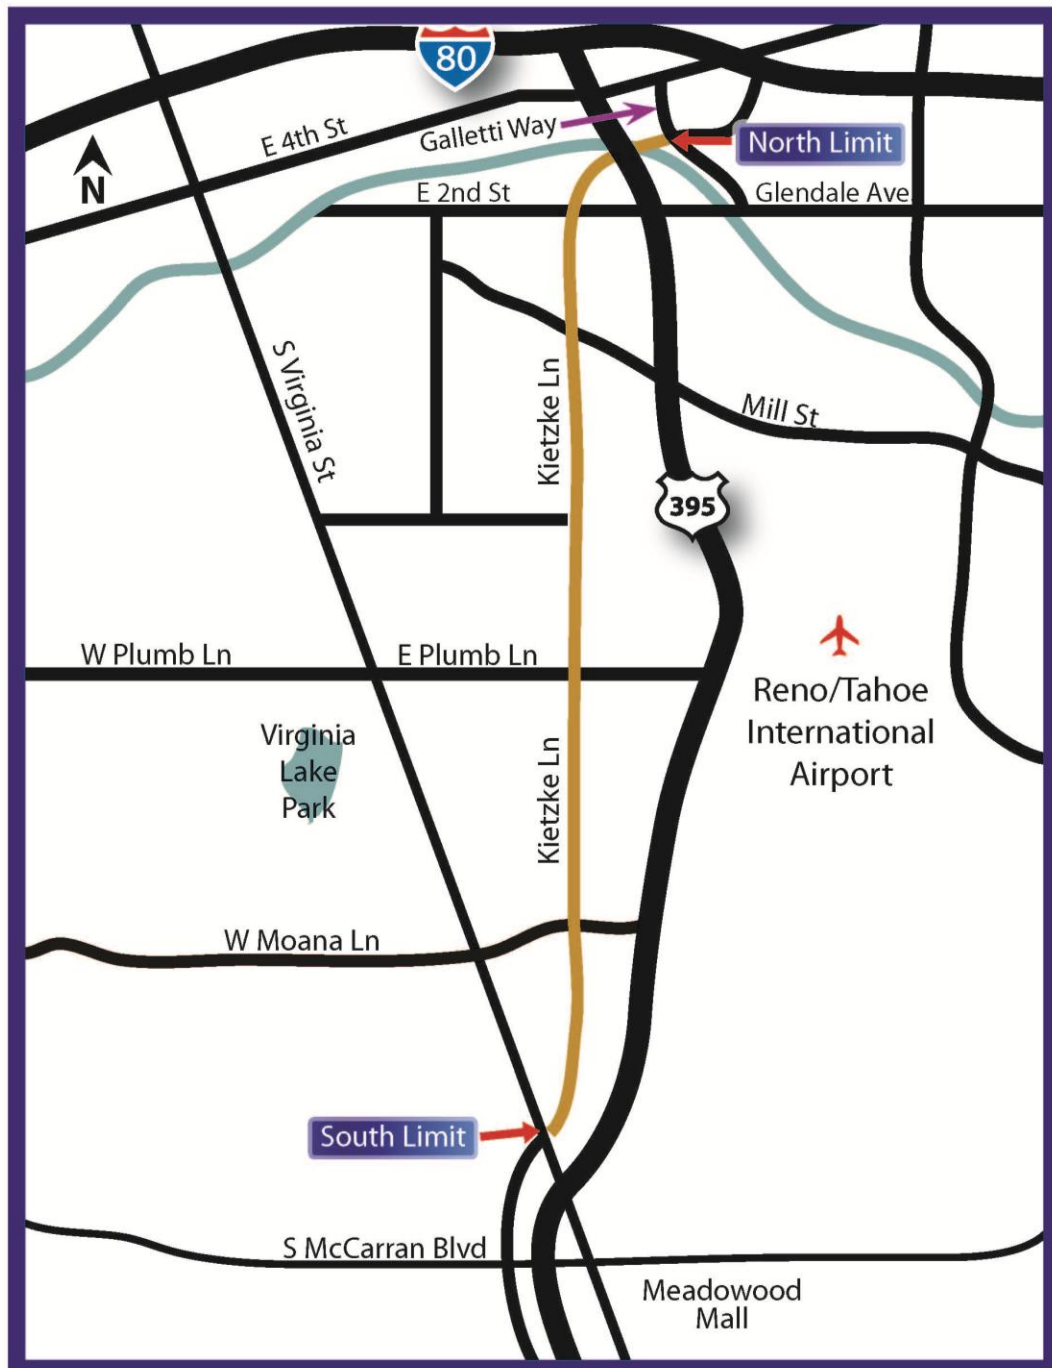 80
E 4th St
Galletti Way
North Limit
N
E 2nd St
Glendale Ave
S Virginia St
Kietzke Ln
Mill St
395
W Plumb Ln
E Plumb Ln
Reno/Tahoe
International
Airport
Virginia
Lake
Park
Kietzke Ln
W Moana Ln
South Limit
S McCarran Blvd
Meadowood
Mall